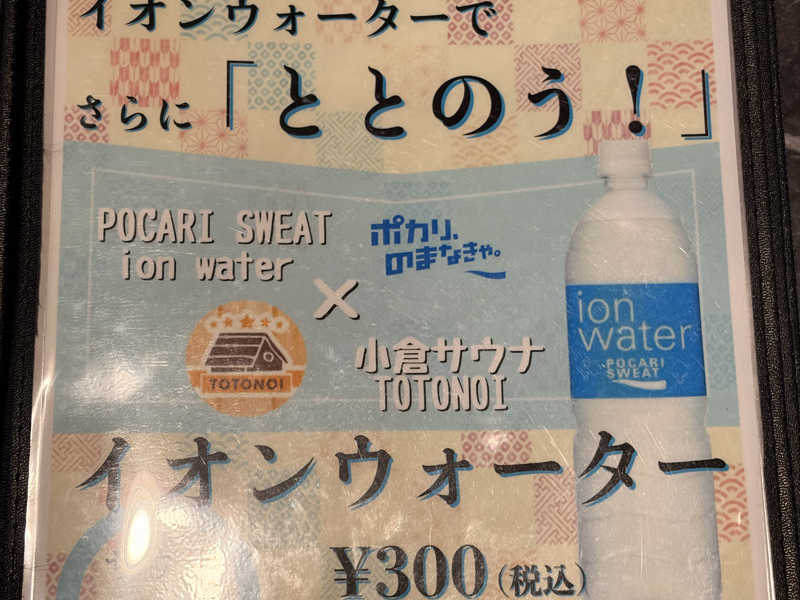 イオンウォーターで
さらに「ととのう！」
POCARI SWEAT
ion water
ポカリ、
のまなきゃ。
×
TOTONOI
小倉サウナ
TOTONOI
ion
water
POCARI
SWEAT
イオンウォーター
¥300(税込)